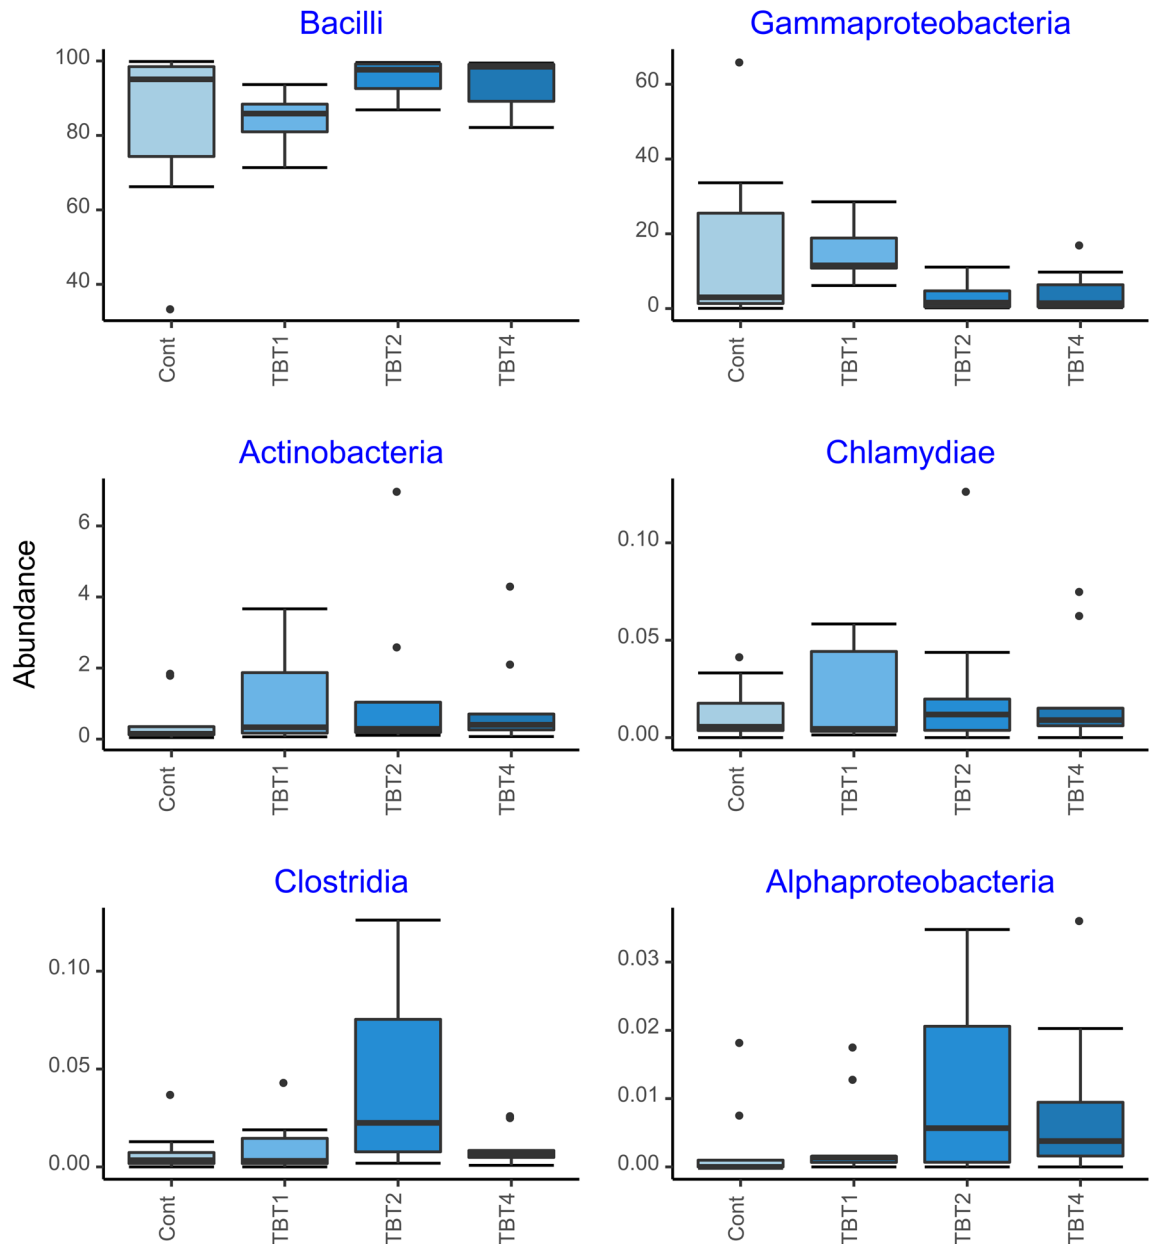 Bacilli
100
80
60
40
Cont
TBT1
TBT2
TBT4
Gammaproteobacteria
60
40
20
0
Cont
TBT1
TBT2
TBT4
Abundance
Actinobacteria
6
4
2
0
Cont
TBT1
TBT2
TBT4
Chlamydiae
0.10
0.05
0.00
Cont
TBT1
TBT2
TBT4
Clostridia
0.10
0.05
0.00
Cont
TBT1
TBT2
TBT4
Alphaproteobacteria
0.03
0.02
0.01
0.00
Cont
TBT1
TBT2
TBT4